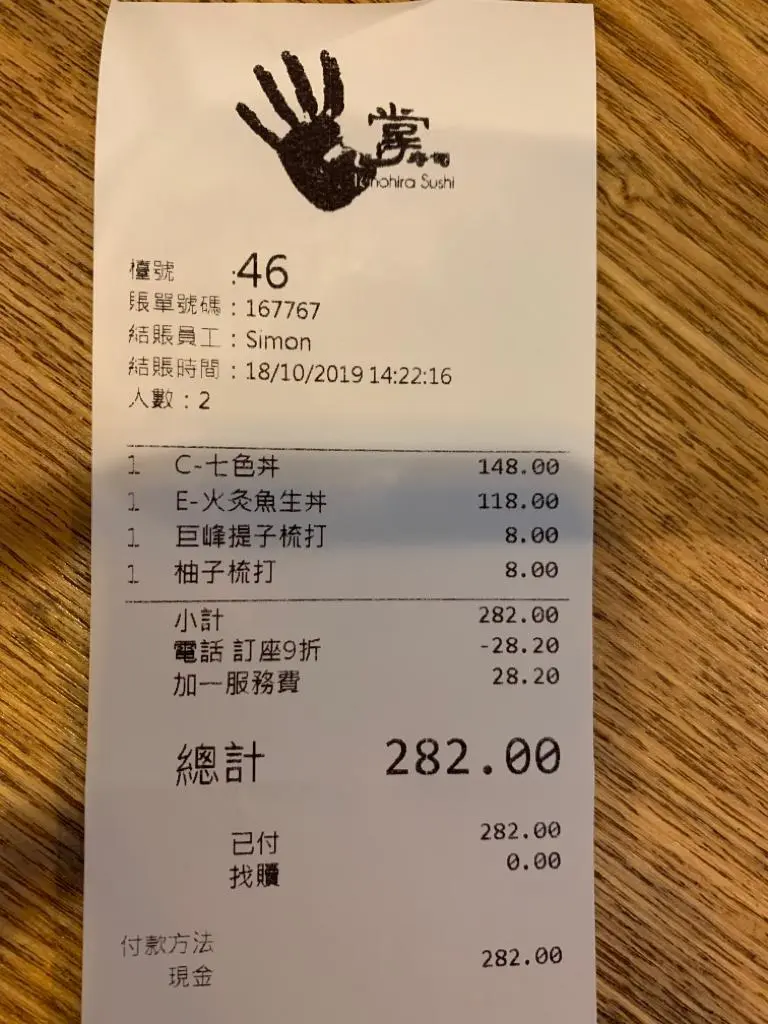 掌
Tanohira Sushi
檯號 :46
賬單號碼 : 167767
結賬員工 : Simon
結賬時間 : 18/10/2019 14:22:16
人數 : 2
1 C-七色丼 148.00
1 E-火灸魚生丼 118.00
1 巨峰提子梳打 8.00
1 柚子梳打 8.00
小計 282.00
電話 訂座9折 -28.20
加一服務費 28.20
總計 282.00
已付 282.00
找贖 0.00
付款方法
現金 282.00